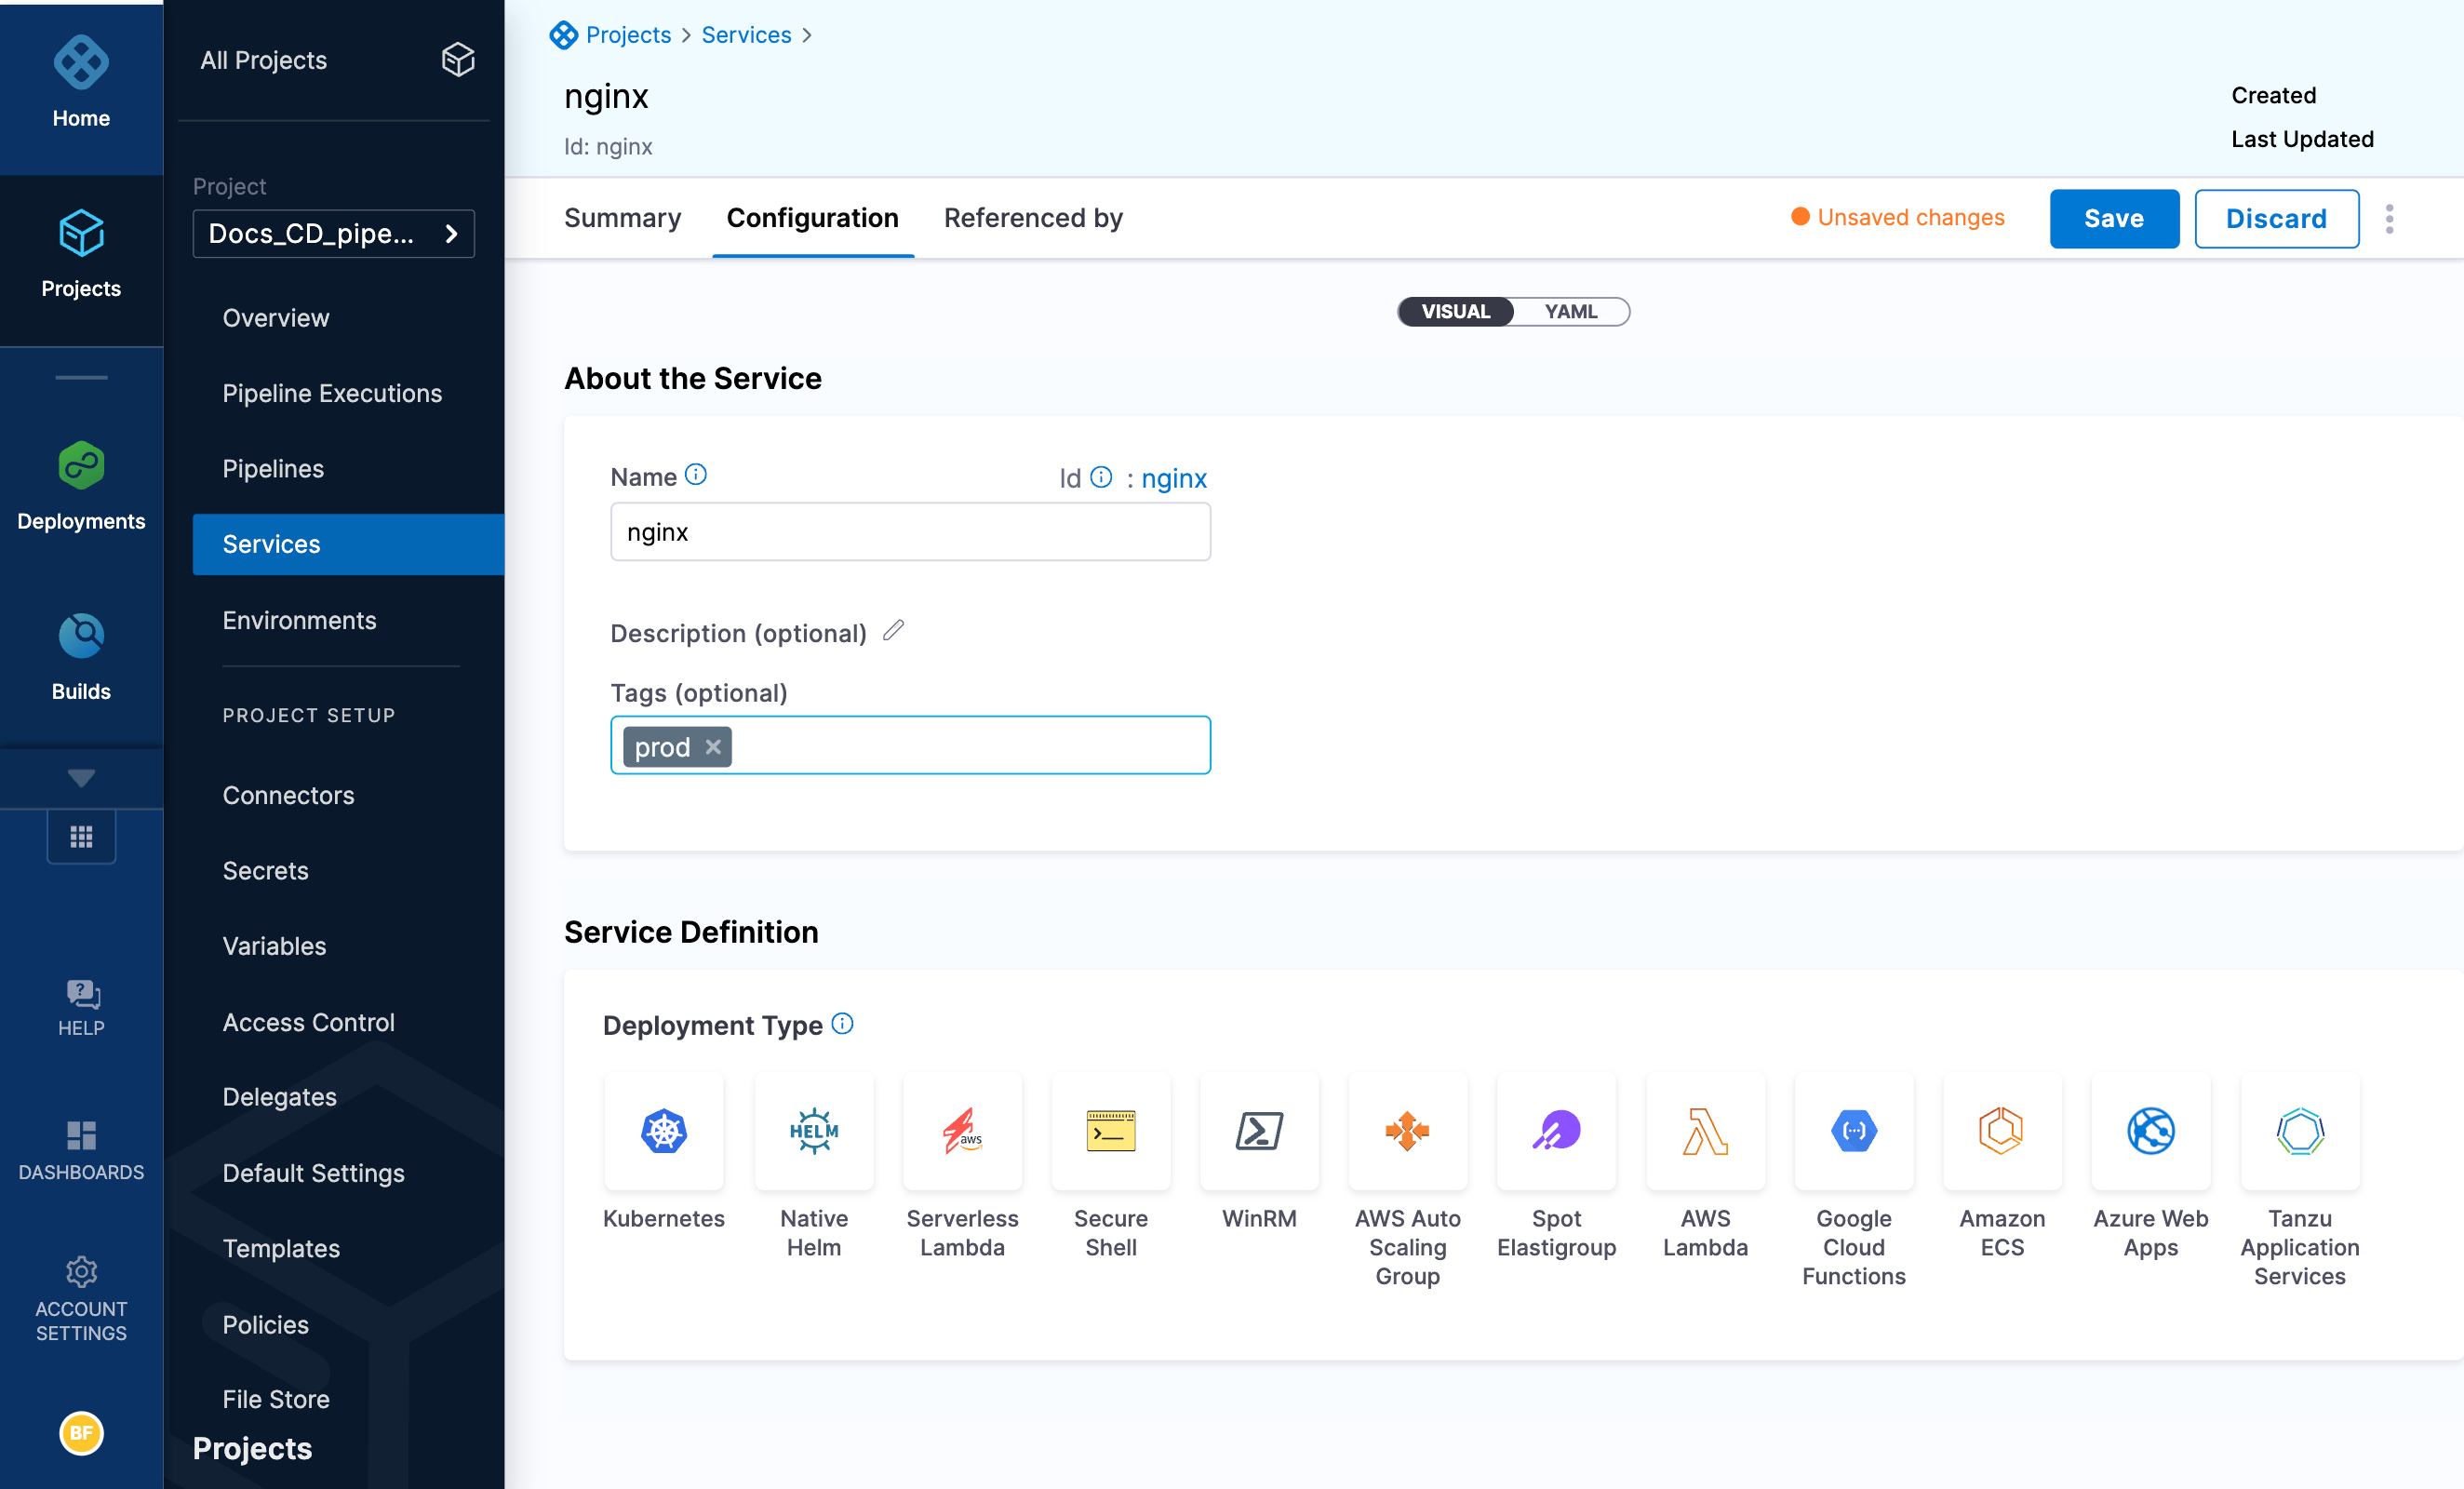 Home
Projects
Deployments
Builds
HELP
DASHBOARDS
ACCOUNT
SETTINGS
BF
All Projects
Project
Docs_CD_pipe...
Overview
Pipeline Executions
Pipelines
Services
Environments
PROJECT SETUP
Connectors
Secrets
Variables
Access Control
Delegates
Default Settings
Templates
Policies
File Store
Projects
Projects > Services >
nginx
Id: nginx
Created
Last Updated
Summary Configuration Referenced by
Unsaved changes Save Discard
VISUAL YAML
About the Service
Name Id : nginx
nginx
Description (optional)
Tags (optional)
prod
Service Definition
Deployment Type
HELM
aws
Kubernetes
Native
Helm
Serverless
Lambda
Secure
Shell
WinRM
AWS Auto
Scaling
Group
Spot
Elastigroup
AWS
Lambda
Google
Cloud
Functions
Amazon
ECS
Azure Web
Apps
Tanzu
Application
Services